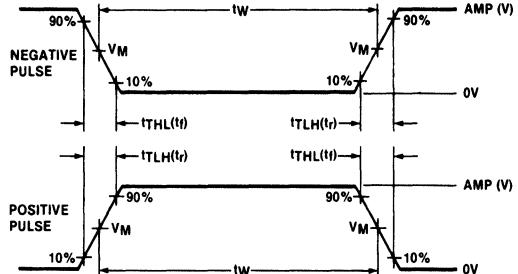 tW
AMP (V)
90%
90%
NEGATIVE
PULSE
VM
VM
10%
10%
0V
tTHL(tf)
tTLH(tr)
tTLH(tr)
tTHL(tf)
AMP (V)
90%
90%
POSITIVE
PULSE
VM
VM
10%
10%
0V
tW